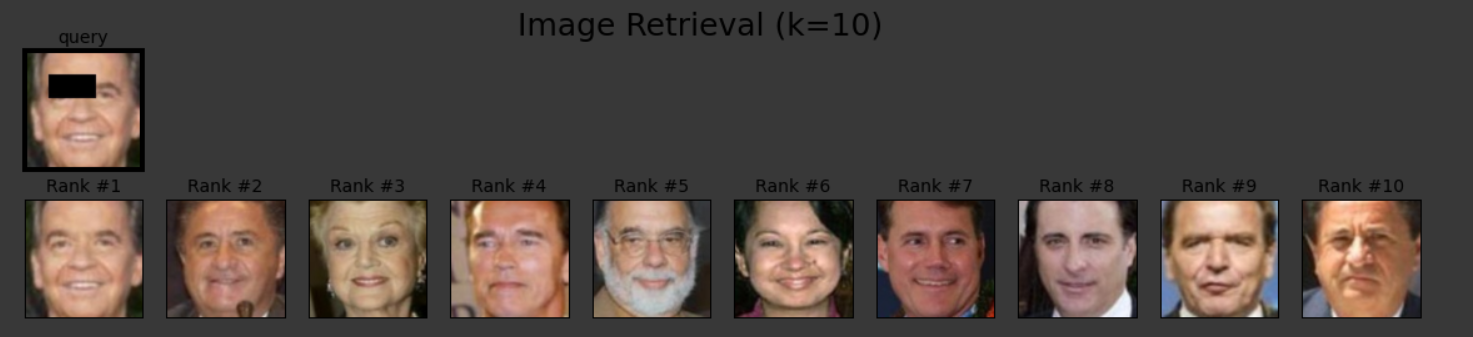 Image Retrieval (k=10)
query
Rank #1 Rank #2 Rank #3 Rank #4 Rank #5 Rank #6 Rank #7 Rank #8 Rank #9 Rank #10